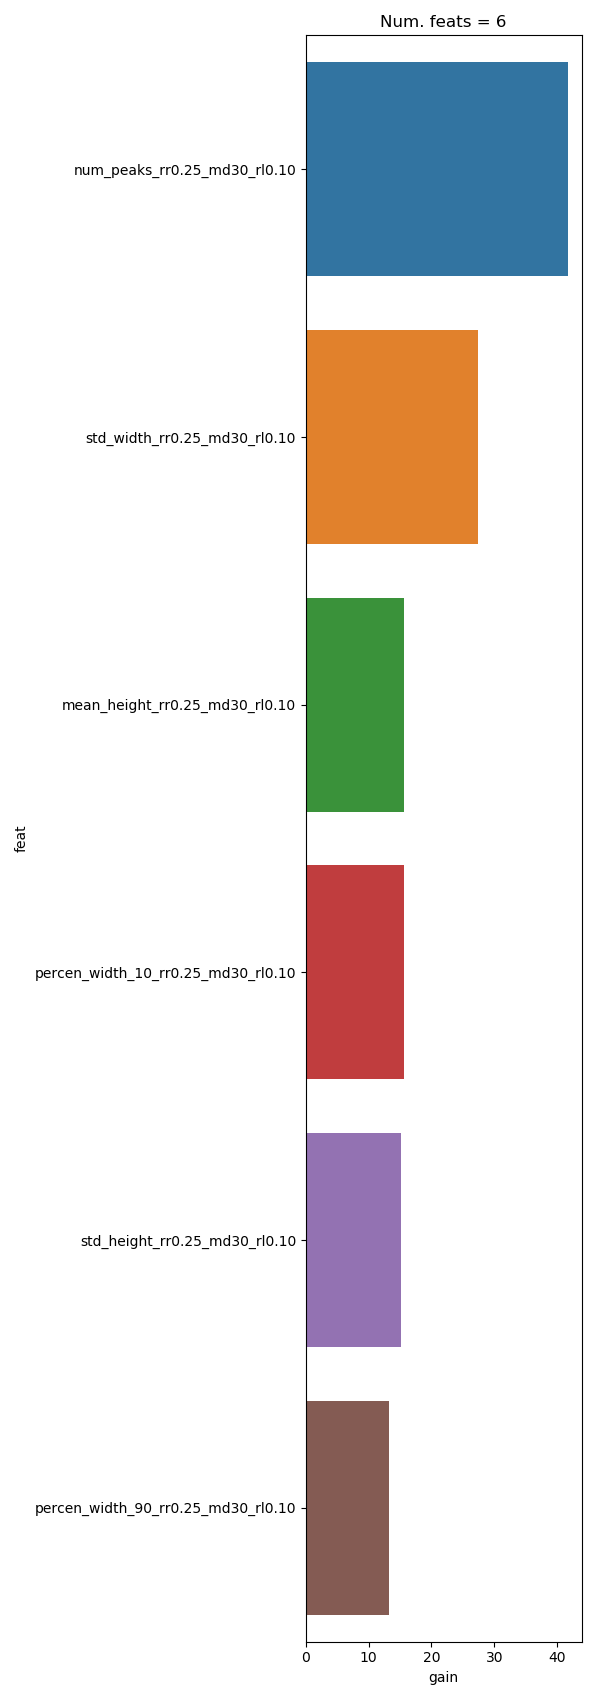 Num. feats = 6
num_peaks_rr0.25_md30_rl0.10
std_width_rr0.25_md30_rl0.10
mean_height_rr0.25_md30_rl0.10
feat
percen_width_10_rr0.25_md30_rl0.10
std_height_rr0.25_md30_rl0.10
percen_width_90_rr0.25_md30_rl0.10
0 10 20 30 40
gain